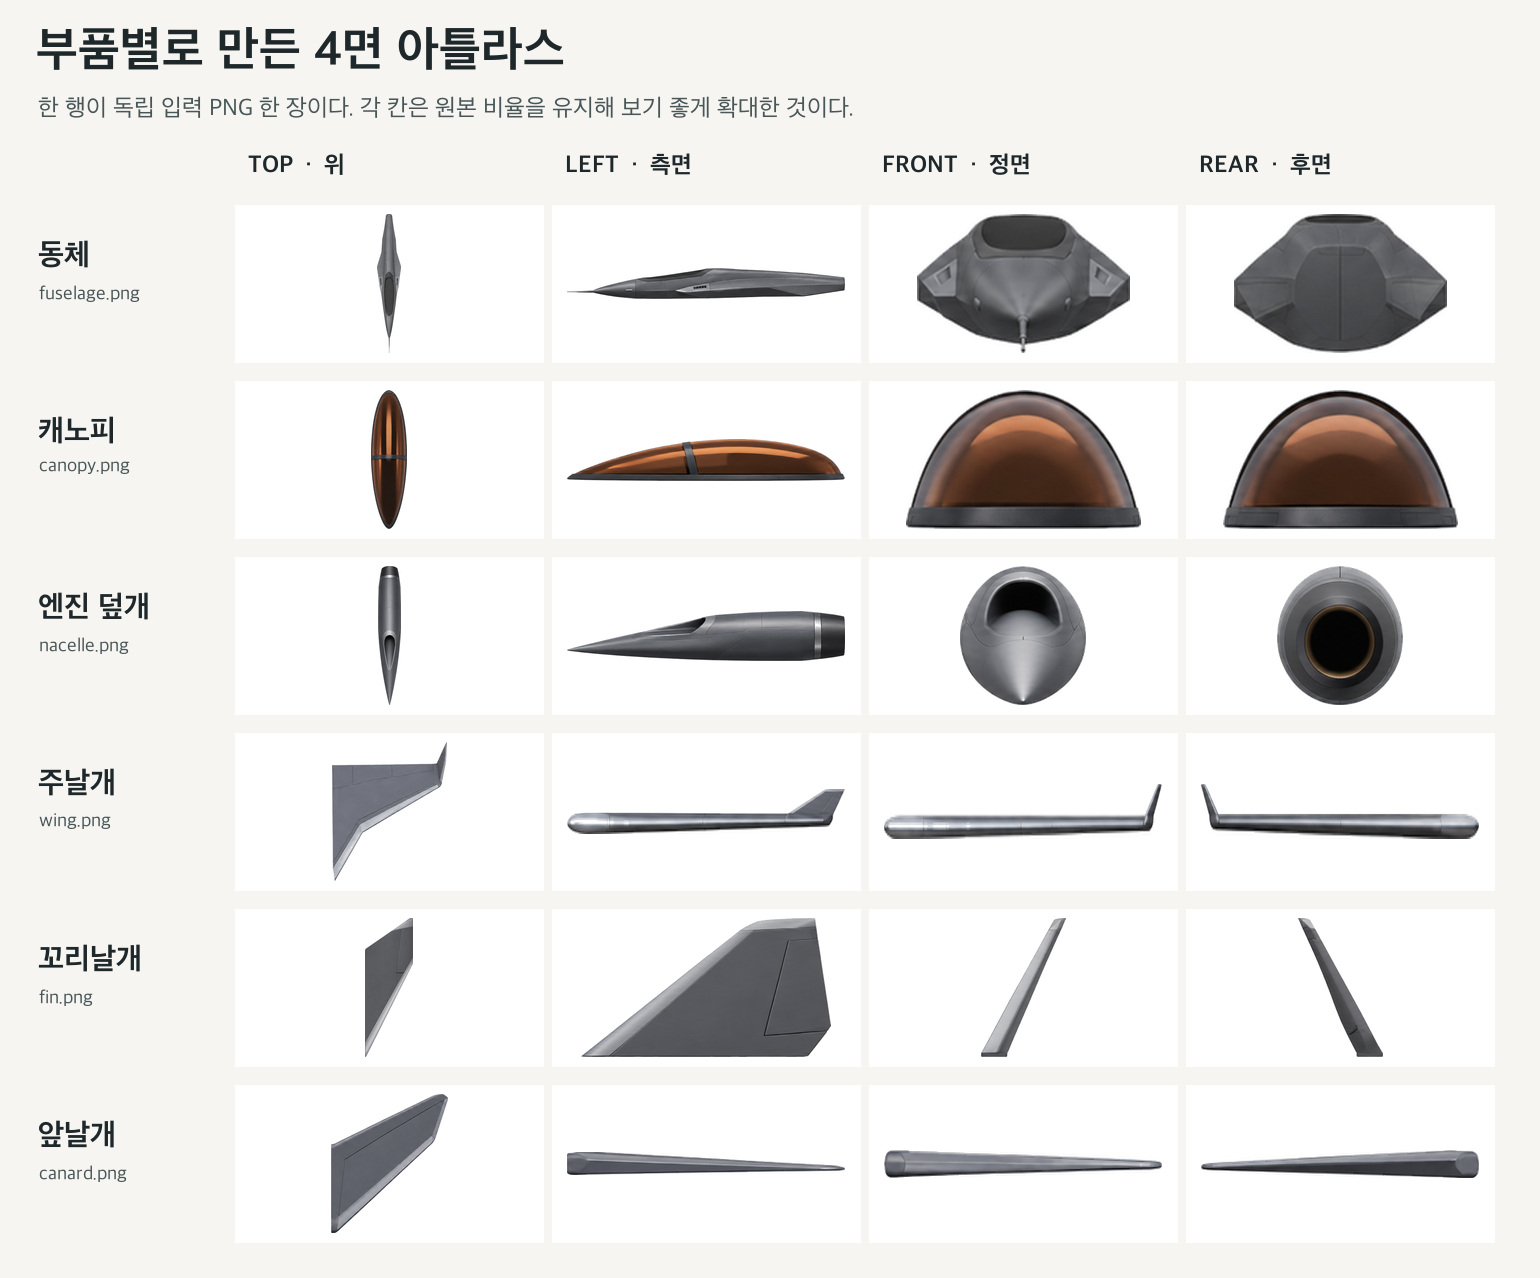 부품별로 만든 4면 아틀라스
한 행이 독립 입력 PNG 한 장이다. 각 칸은 원본 비율을 유지해 보기 좋게 확대한 것이다.
TOP · 위
LEFT · 측면
FRONT · 정면
REAR · 후면
동체
fuselage.png
캐노피
canopy.png
엔진 덮개
nacelle.png
주날개
wing.png
꼬리날개
fin.png
앞날개
canard.png